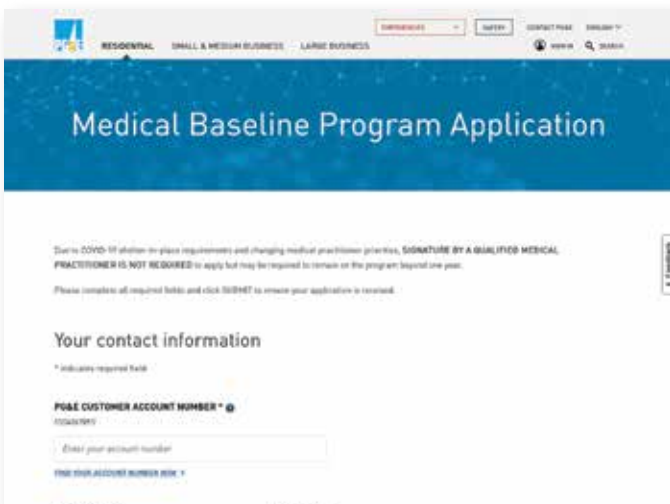 EMERGENCIES SAFETY CONTACT PG&E ENGLISH
PG&E RESIDENTIAL SMALL & MEDIUM BUSINESS LARGE BUSINESS SIGN IN SEARCH
Medical Baseline Program Application
Due to COVID-19 shelter-in-place requirements and changing medical practitioner priorities, SIGNATURE BY A QUALIFIED MEDICAL
PRACTITIONER IS NOT REQUIRED to apply but may be required to remain on the program beyond one year.
Please complete all required fields and click SUBMIT to ensure your application is received.
Your contact information
* Indicates required field
PG&E CUSTOMER ACCOUNT NUMBER *
Enter your account number
FIND YOUR ACCOUNT NUMBER NOW